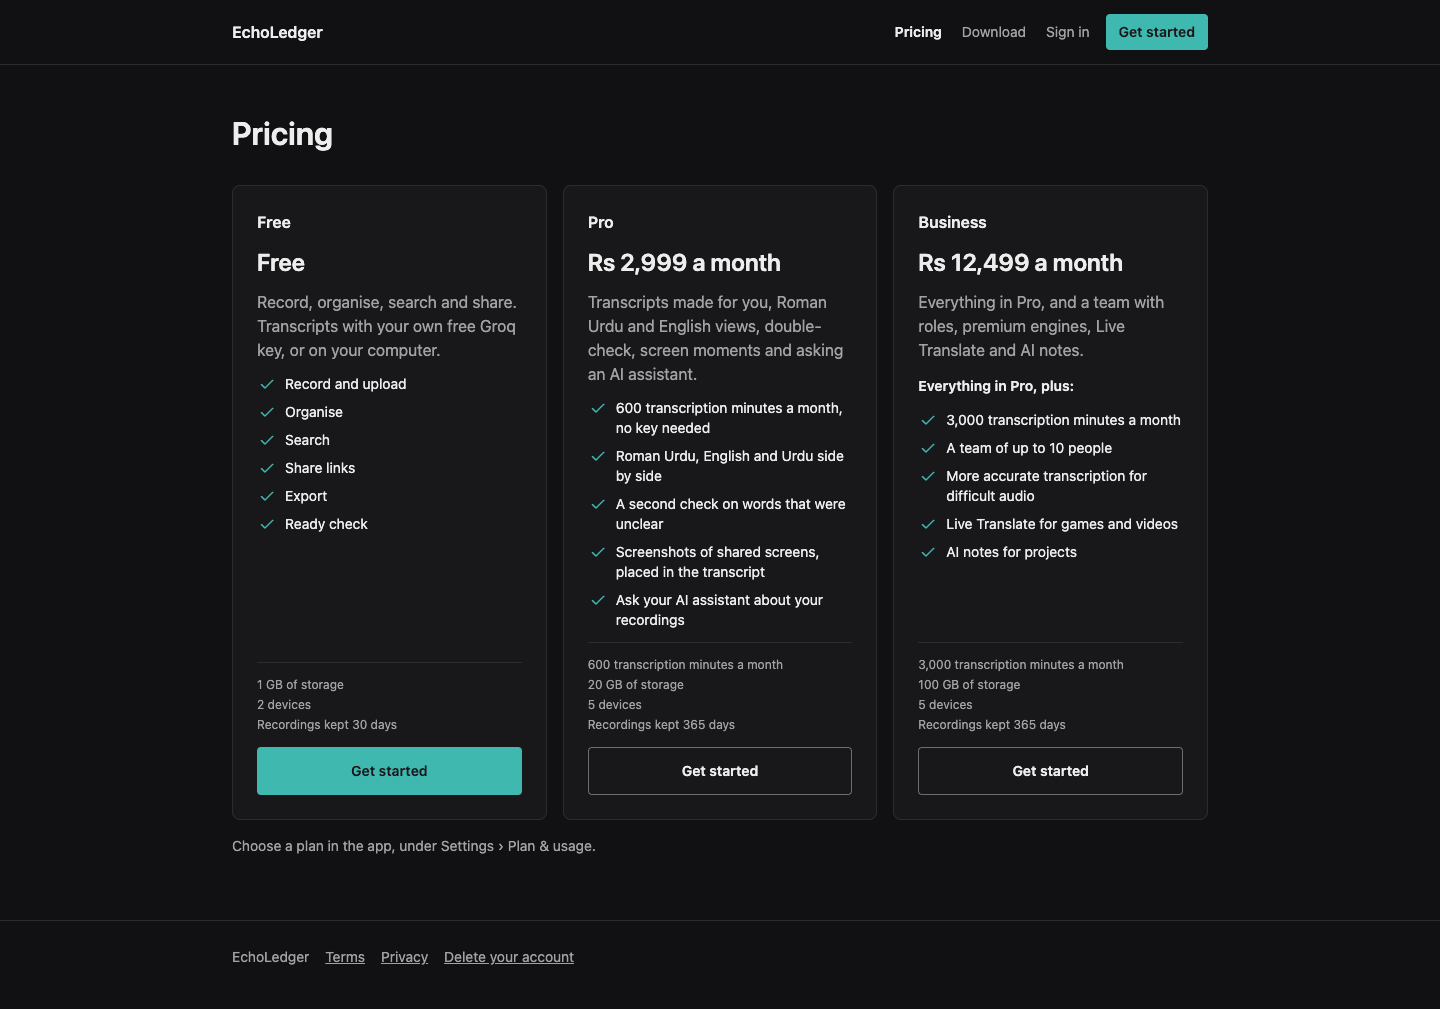 EchoLedger
Pricing
Download
Sign in
Get started
Pricing
Free
Free
Record, organise, search and share.
Transcripts with your own free Groq
key, or on your computer.
Record and upload
Organise
Search
Share links
Export
Ready check
1 GB of storage
2 devices
Recordings kept 30 days
Get started
Pro
Rs 2,999 a month
Transcripts made for you, Roman
Urdu and English views, double-
check, screen moments and asking
an AI assistant.
600 transcription minutes a month,
no key needed
Roman Urdu, English and Urdu side
by side
A second check on words that were
unclear
Screenshots of shared screens,
placed in the transcript
Ask your AI assistant about your
recordings
600 transcription minutes a month
20 GB of storage
5 devices
Recordings kept 365 days
Get started
Business
Rs 12,499 a month
Everything in Pro, and a team with
roles, premium engines, Live
Translate and AI notes.
Everything in Pro, plus:
3,000 transcription minutes a month
A team of up to 10 people
More accurate transcription for
difficult audio
Live Translate for games and videos
AI notes for projects
3,000 transcription minutes a month
100 GB of storage
5 devices
Recordings kept 365 days
Get started
Choose a plan in the app, under Settings › Plan & usage.
EchoLedger
Terms
Privacy
Delete your account